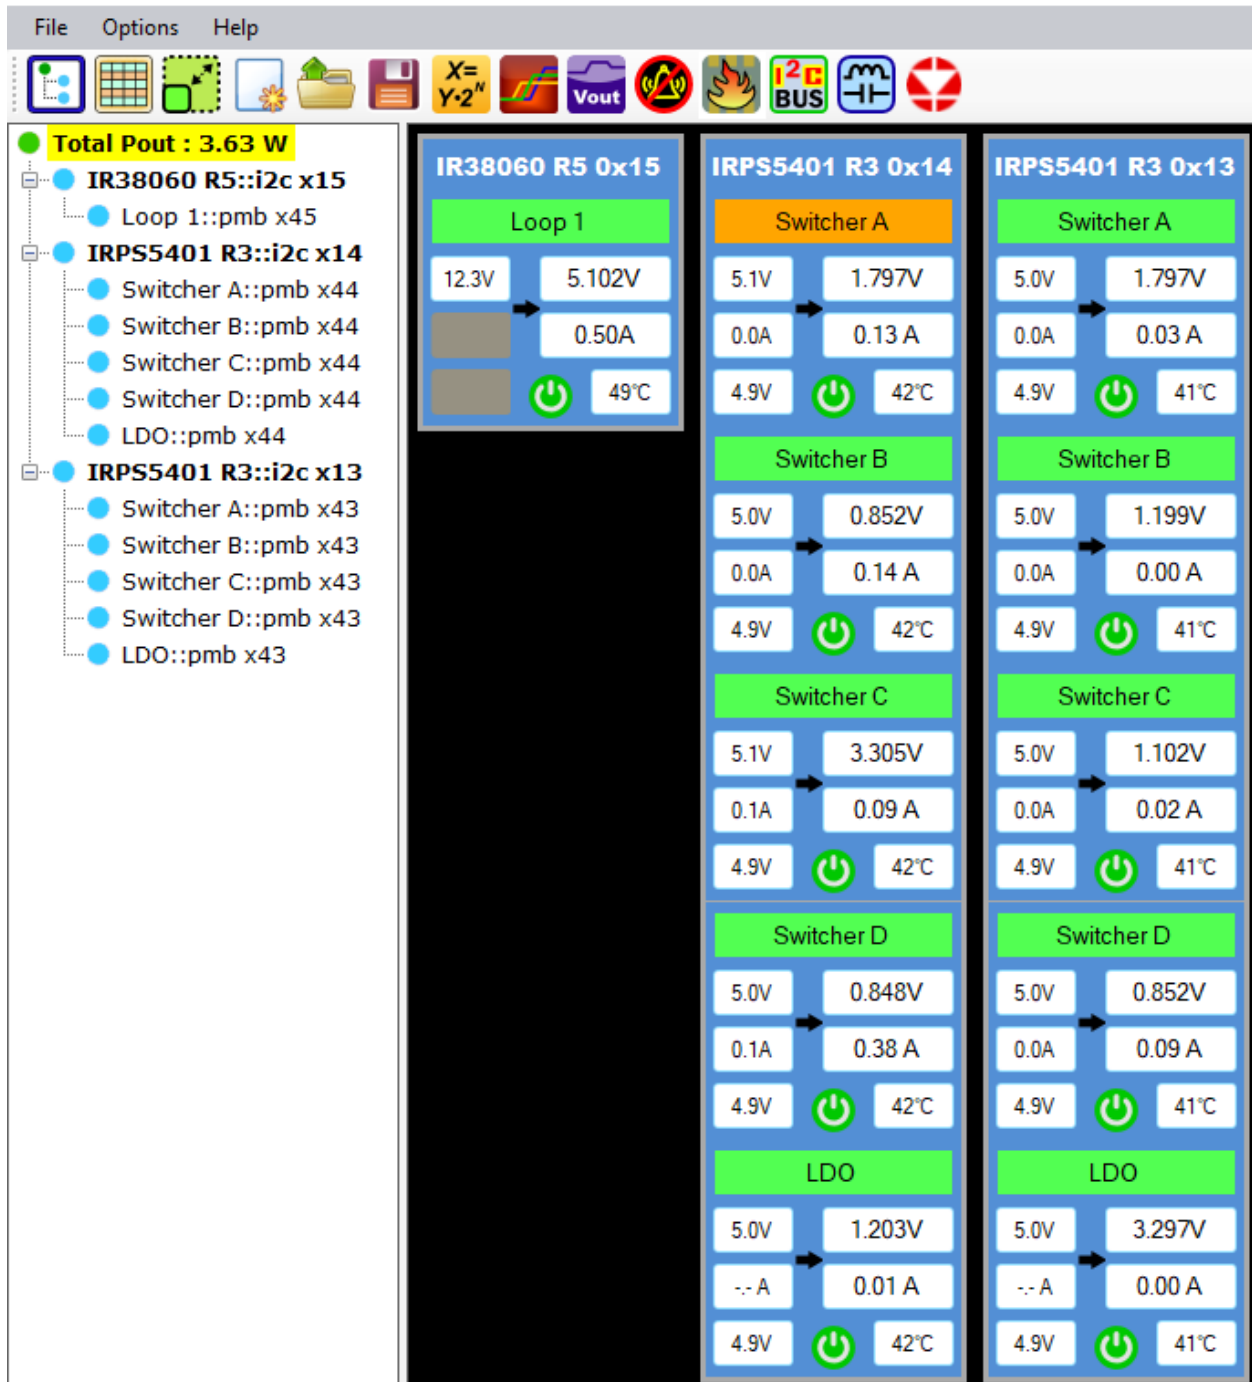 File Options Help
X=
Y·2ᴺ
Vout
I²C
BUS
Total Pout : 3.63 W
IR38060 R5::i2c x15
Loop 1::pmb x45
IRPS5401 R3::i2c x14
Switcher A::pmb x44
Switcher B::pmb x44
Switcher C::pmb x44
Switcher D::pmb x44
LDO::pmb x44
IRPS5401 R3::i2c x13
Switcher A::pmb x43
Switcher B::pmb x43
Switcher C::pmb x43
Switcher D::pmb x43
LDO::pmb x43
IR38060 R5 0x15
Loop 1
12.3V 5.102V
0.50A
49°C
IRPS5401 R3 0x14
Switcher A
5.1V 1.797V
0.0A 0.13 A
4.9V 42°C
Switcher B
5.0V 0.852V
0.0A 0.14 A
4.9V 42°C
Switcher C
5.1V 3.305V
0.1A 0.09 A
4.9V 42°C
Switcher D
5.0V 0.848V
0.1A 0.38 A
4.9V 42°C
LDO
5.0V 1.203V
-.- A 0.01 A
4.9V 42°C
IRPS5401 R3 0x13
Switcher A
5.0V 1.797V
0.0A 0.03 A
4.9V 41°C
Switcher B
5.0V 1.199V
0.0A 0.00 A
4.9V 41°C
Switcher C
5.0V 1.102V
0.0A 0.02 A
4.9V 41°C
Switcher D
5.0V 0.852V
0.0A 0.09 A
4.9V 41°C
LDO
5.0V 3.297V
-.- A 0.00 A
4.9V 41°C